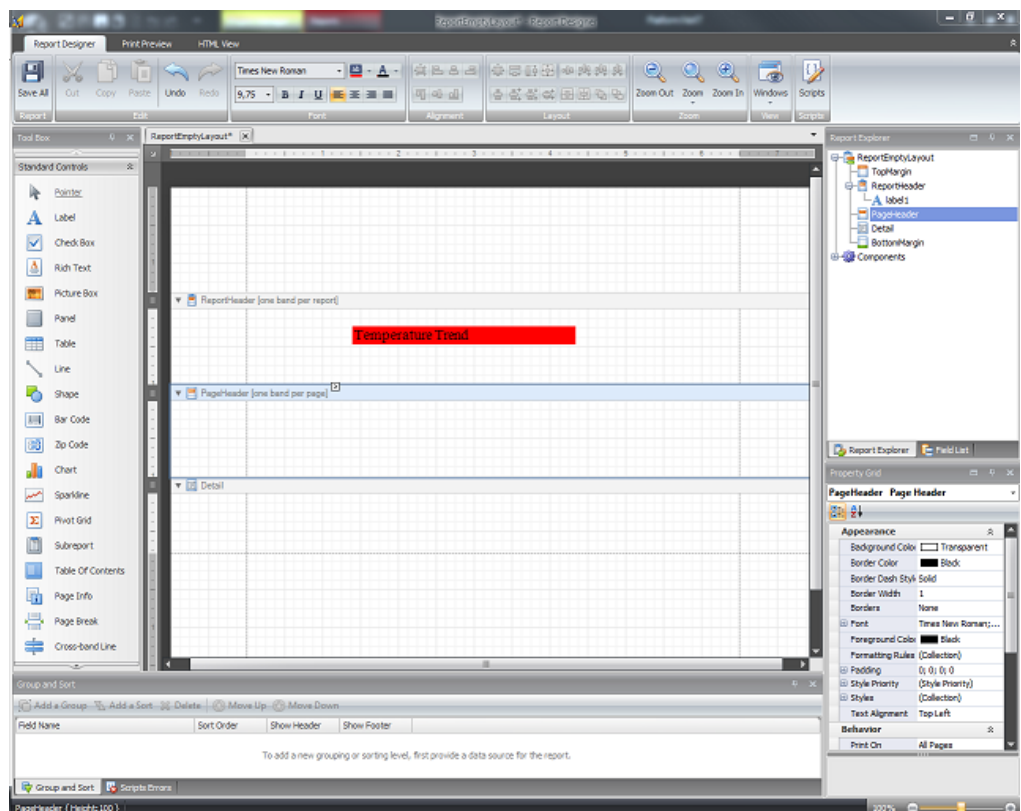 ReportEmptyLayout* - Report Designer
Report Designer Print Preview HTML View
Save All Cut Copy Paste Undo Redo Times New Roman 9,75 B I U Zoom Out Zoom Zoom In Windows Scripts
Report Edit Font Alignment Layout Zoom View Scripts
Tool Box
Standard Controls
Pointer
Label
Check Box
Rich Text
Picture Box
Panel
Table
Line
Shape
Bar Code
Zip Code
Chart
Sparkline
Pivot Grid
Subreport
Table Of Contents
Page Info
Page Break
Cross-band Line
ReportEmptyLayout*
1 2 3 4 5 6 7
ReportHeader [one band per report]
Temperature Trend
PageHeader [one band per page]
Detail
Report Explorer
ReportEmptyLayout
TopMargin
ReportHeader
label1
PageHeader
Detail
BottomMargin
Components
Report Explorer Field List
Property Grid
PageHeader Page Header
Appearance
Background Color Transparent
Border Color Black
Border Dash Style Solid
Border Width 1
Borders None
Font Times New Roman;...
Foreground Color Black
Formatting Rules (Collection)
Padding 0; 0; 0; 0
Style Priority (Style Priority)
Styles (Collection)
Text Alignment Top Left
Behavior
Print On All Pages
Group and Sort
Add a Group Add a Sort Delete Move Up Move Down
Field Name Sort Order Show Header Show Footer
To add a new grouping or sorting level, first provide a data source for the report.
Group and Sort Scripts Errors
PageHeader { Height: 100 } 100%